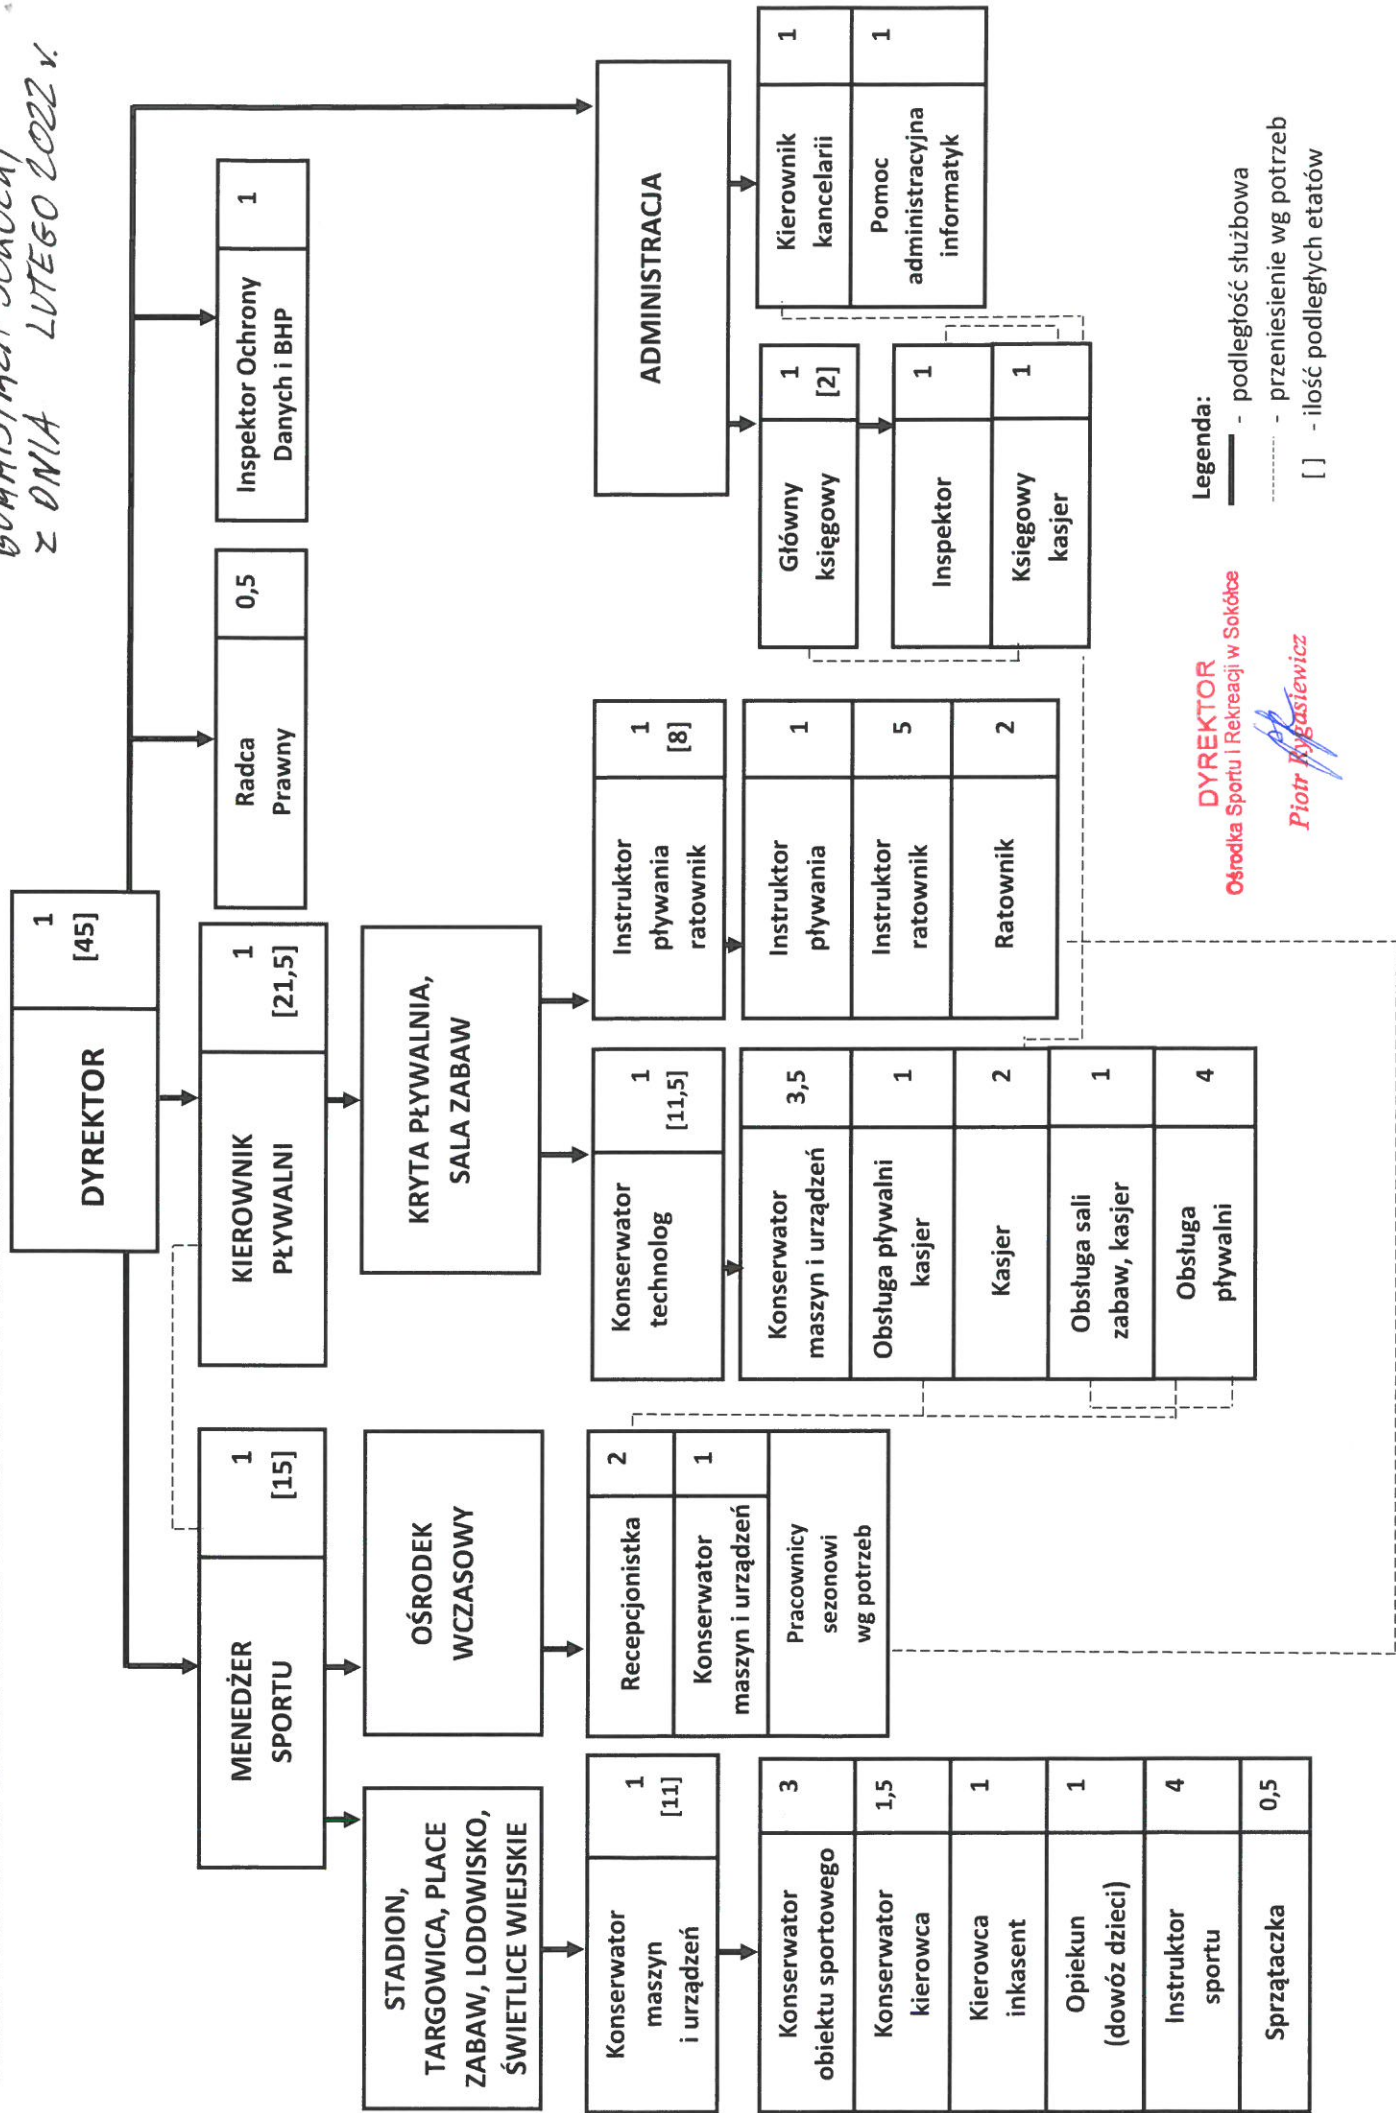 Z DNIA LUTEGO 2022 r.
DYREKTOR
1
[45]
MENEDŻER
SPORTU
1
[15]
KIEROWNIK
PŁYWALNI
1
[21,5]
Radca
Prawny
0,5
Inspektor Ochrony
Danych i BHP
1
STADION,
TARGOWICA, PLACE
ZABAW, LODOWISKO,
ŚWIETLICE WIEJSKIE
OŚRODEK
WCZASOWY
KRYTA PŁYWALNIA,
SALA ZABAW
ADMINISTRACJA
Konserwator
maszyn
i urządzeń
1
[11]
Konserwator
obiektu sportowego
3
Konserwator
kierowca
1,5
Kierowca
inkasent
1
Opiekun
(dowóz dzieci)
1
Instruktor
sportu
4
Sprzątaczka
0,5
Recepcjonistka
2
Konserwator
maszyn i urządzeń
1
Pracownicy
sezonowi
wg potrzeb
Konserwator
technolog
1
[11,5]
Konserwator
maszyn i urządzeń
3,5
Obsługa pływalni
kasjer
1
Kasjer
2
Obsługa sali
zabaw, kasjer
1
Obsługa
pływalni
4
Instruktor
pływania
ratownik
1
[8]
Instruktor
pływania
1
Instruktor
ratownik
5
Ratownik
2
Główny
księgowy
1
[2]
Inspektor
1
Księgowy
kasjer
1
Kierownik
kancelarii
1
Pomoc
administracyjna
informatyk
1
DYREKTOR
Ośrodka Sportu i Rekreacji w Sokółce
Piotr Rygasiewicz
Legenda:
- podległość służbowa
- przeniesienie wg potrzeb
[ ] - ilość podległych etatów